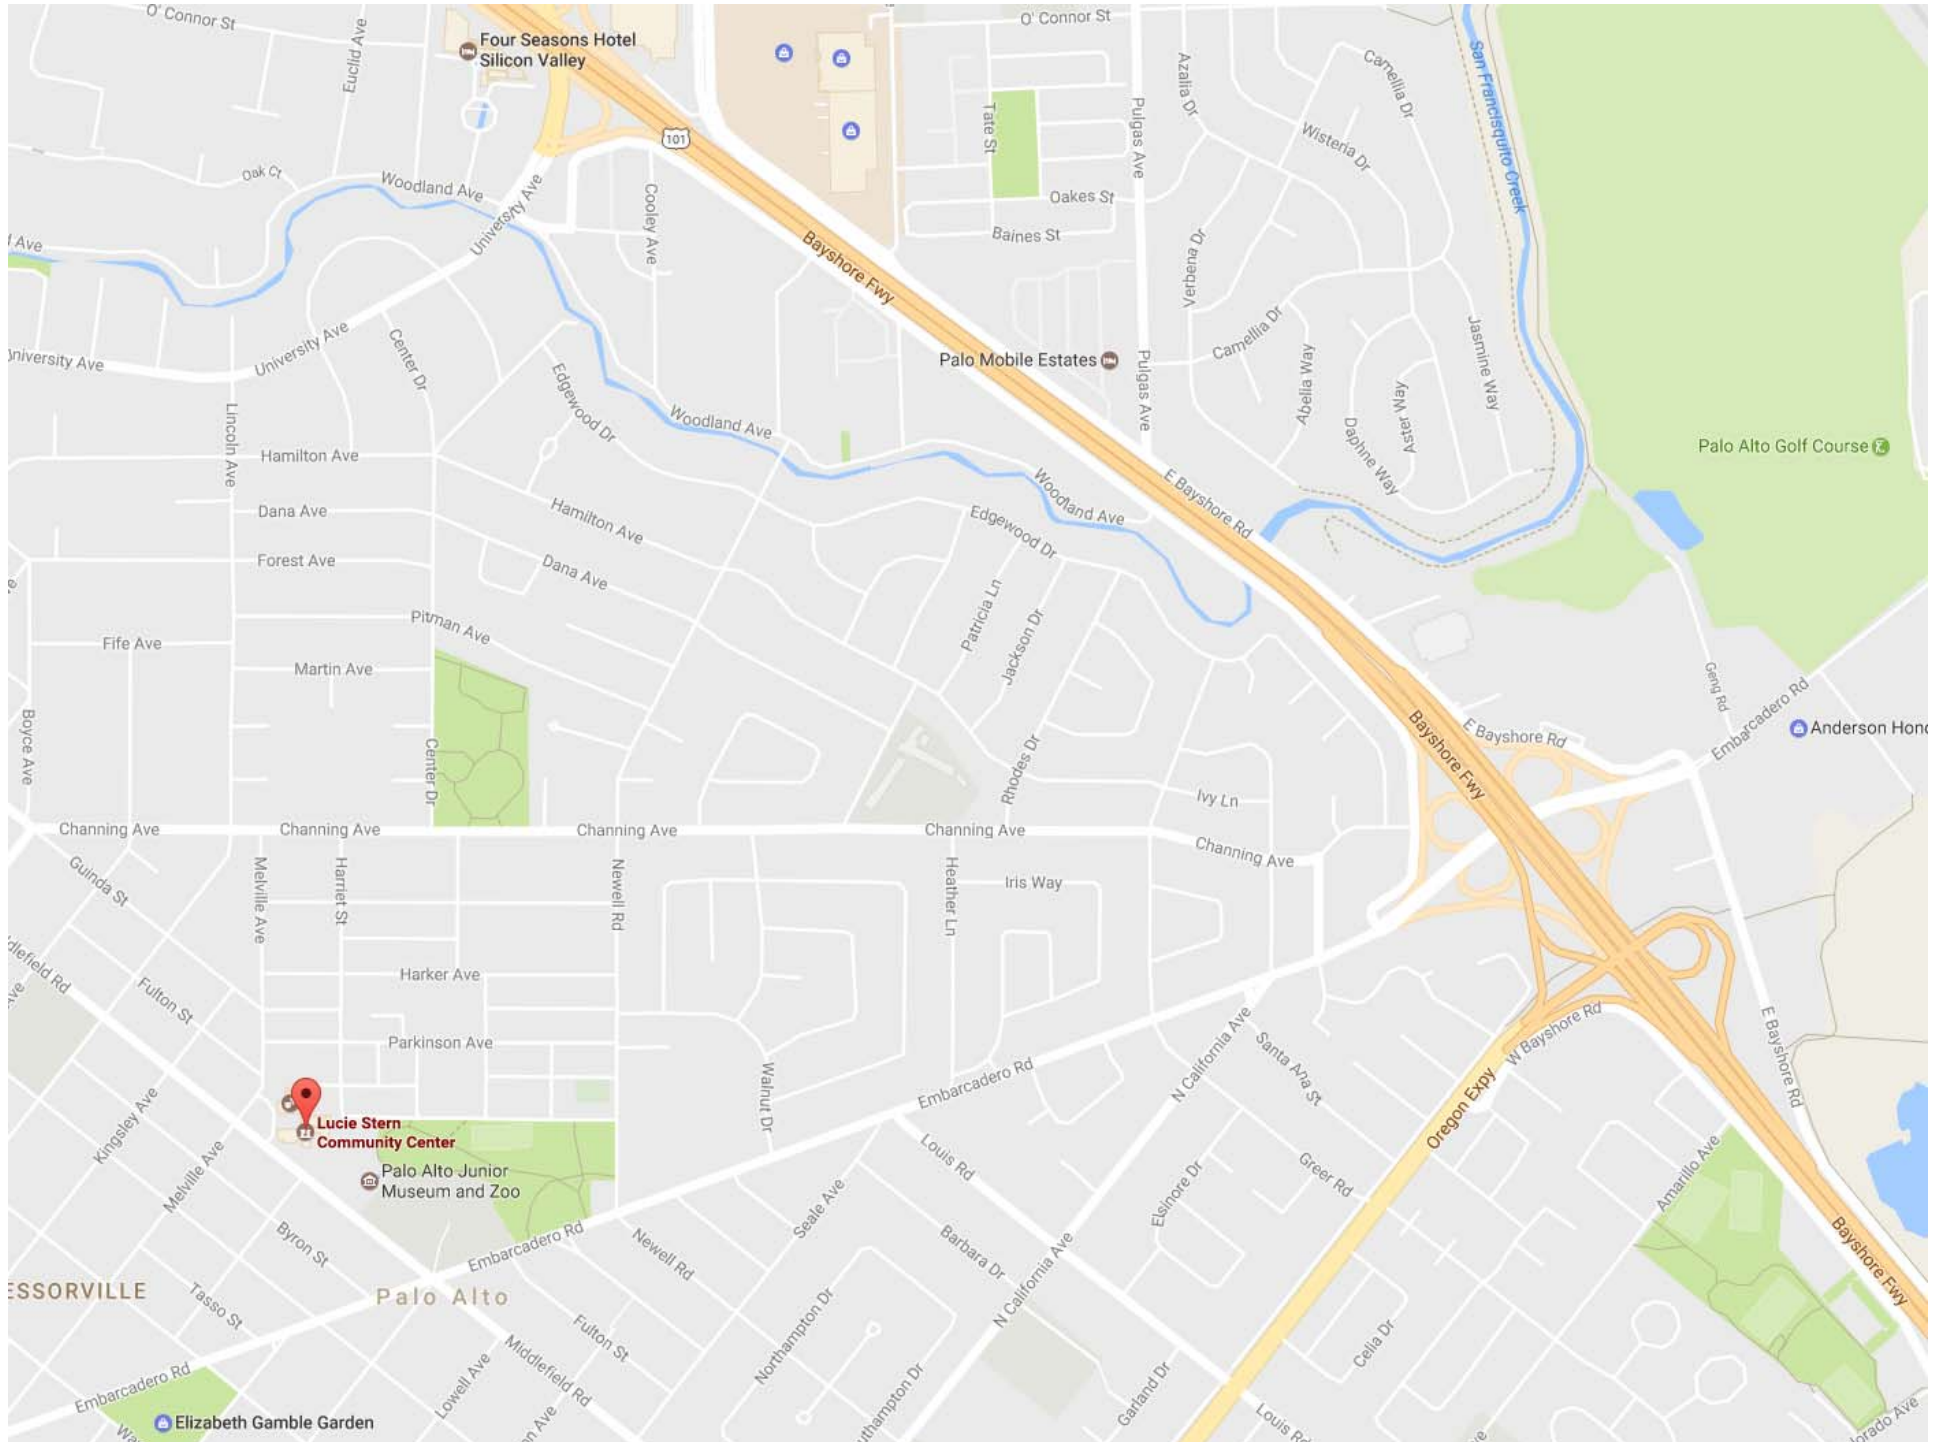 O' Connor St
Euclid Ave
Four Seasons Hotel
Silicon Valley
O' Connor St
Camellia Dr
Azalia Dr
San Francisquito Creek
Tate St
Pulgas Ave
Wisteria Dr
101
Oak Ct
Woodland Ave
University Ave
Cooley Ave
Oakes St
Baines St
Bayshore Fwy
Verbena Dr
Camellia Dr
Jasmine Way
University Ave
Center Dr
Edgewood Dr
Palo Mobile Estates
Pulgas Ave
Abelia Way
Aster Way
Daphne Way
Palo Alto Golf Course
Lincoln Ave
Woodland Ave
Hamilton Ave
E Bayshore Rd
Woodland Ave
Dana Ave
Hamilton Ave
Edgewood Dr
Forest Ave
Dana Ave
Patricia Ln
Jackson Dr
Pitman Ave
Fife Ave
Martin Ave
Geng Rd
Embarcadero Rd
Boyce Ave
Center Dr
Rhodes Dr
Bayshore Fwy
E Bayshore Rd
Anderson Hond
Ivy Ln
Channing Ave
Channing Ave
Channing Ave
Channing Ave
Channing Ave
Guinda St
Melville Ave
Harriet St
Newell Rd
Heather Ln
Iris Way
dlefield Rd
Fulton St
Harker Ave
Parkinson Ave
Walnut Dr
Embarcadero Rd
N California Ave
Santa Ana St
W Bayshore Rd
E Bayshore Rd
Oregon Expy
Lucie Stern
Community Center
Kingsley Ave
Melville Ave
Palo Alto Junior
Museum and Zoo
Louis Rd
Elsinore Dr
Greer Rd
Amarillo Ave
Byron St
Embarcadero Rd
Newell Rd
Seale Ave
Barbara Dr
N California Ave
Bayshore Fwy
ESSORVILLE
Tasso St
Palo Alto
Fulton St
Northampton Dr
Celia Dr
Middlefield Rd
Embarcadero Rd
Lowell Ave
Elizabeth Gamble Garden
uthampton Dr
Garland Dr
Louis Rd
lorado Ave